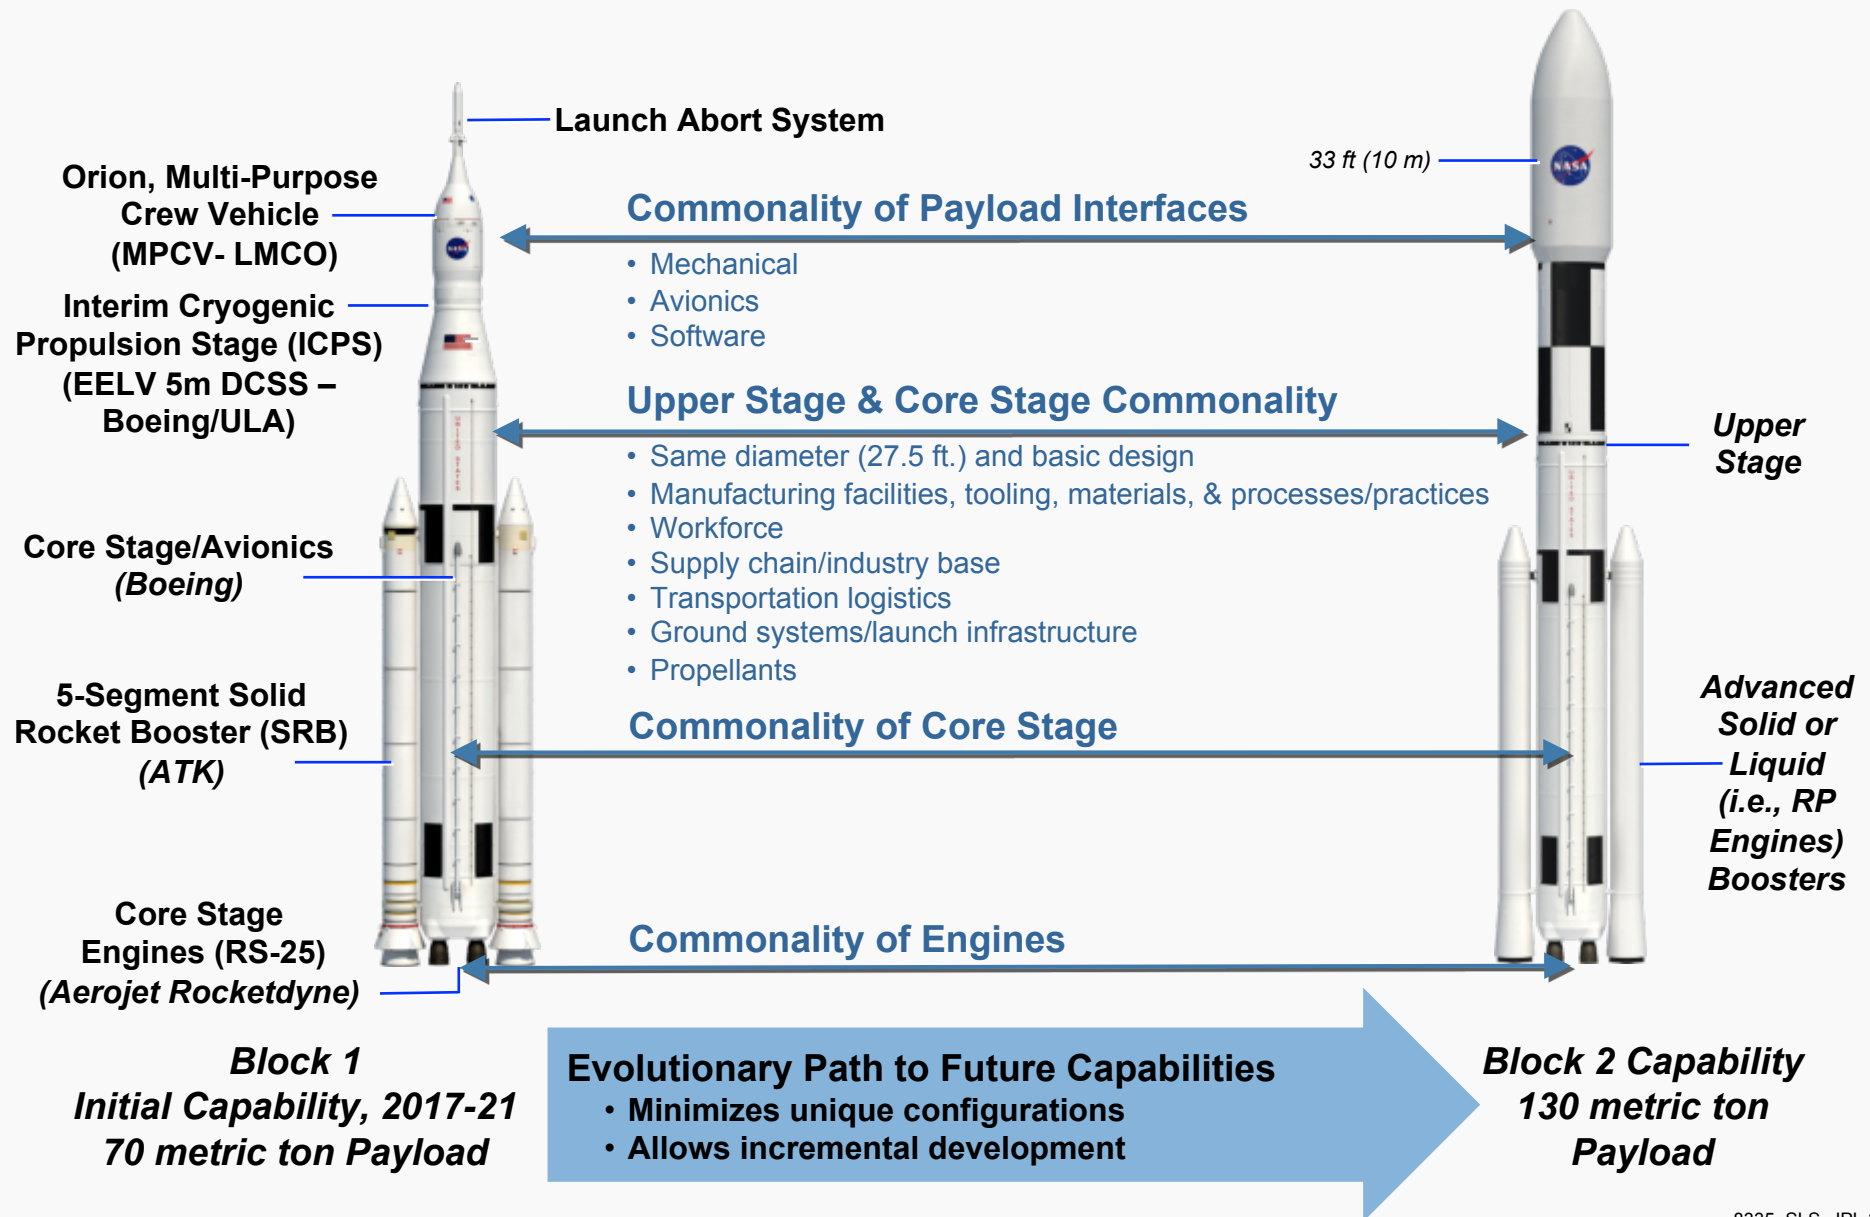 Launch Abort System
Orion, Multi-Purpose
Crew Vehicle
(MPCV- LMCO)
Interim Cryogenic
Propulsion Stage (ICPS)
(EELV 5m DCSS –
Boeing/ULA)
Core Stage/Avionics
(Boeing)
5-Segment Solid
Rocket Booster (SRB)
(ATK)
Core Stage
Engines (RS-25)
(Aerojet Rocketdyne)
Block 1
Initial Capability, 2017-21
70 metric ton Payload
NASA
UNITED STATES
Commonality of Payload Interfaces
• Mechanical
• Avionics
• Software
Upper Stage & Core Stage Commonality
• Same diameter (27.5 ft.) and basic design
• Manufacturing facilities, tooling, materials, & processes/practices
• Workforce
• Supply chain/industry base
• Transportation logistics
• Ground systems/launch infrastructure
• Propellants
Commonality of Core Stage
Commonality of Engines
Evolutionary Path to Future Capabilities
• Minimizes unique configurations
• Allows incremental development
33 ft (10 m)
NASA
Upper
Stage
Advanced
Solid or
Liquid
(i.e., RP
Engines)
Boosters
Block 2 Capability
130 metric ton
Payload